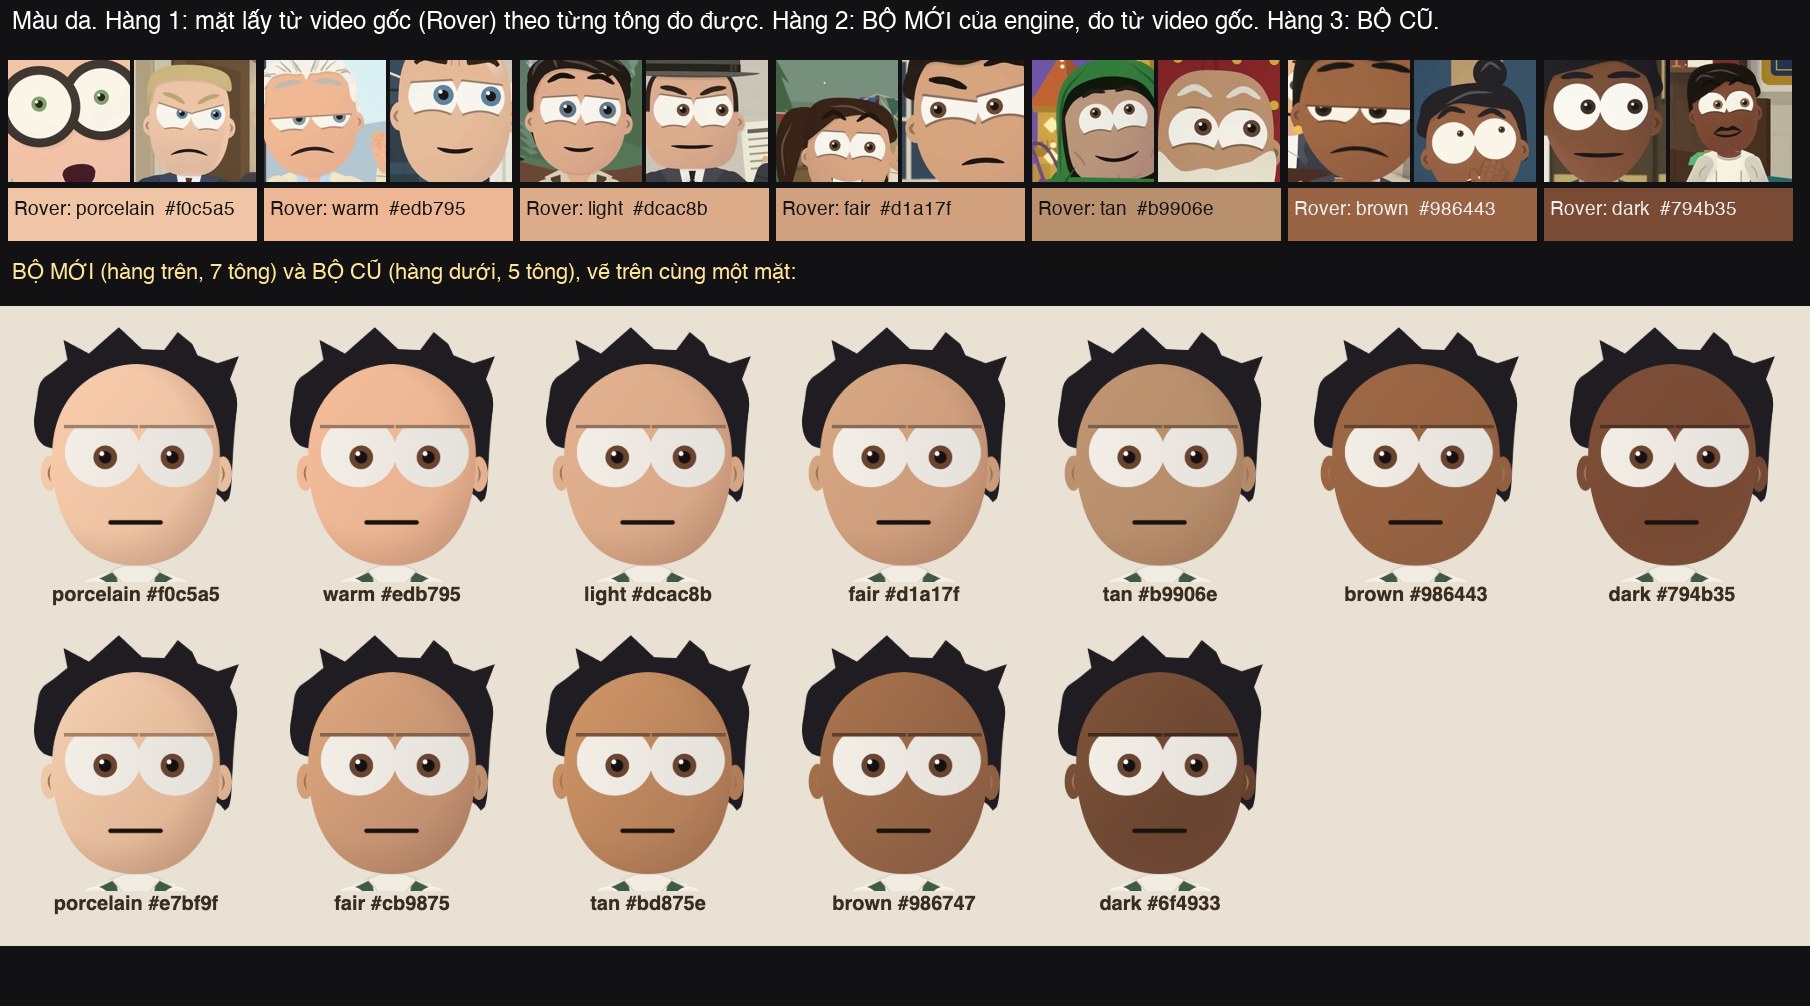 Màu da. Hàng 1: mặt lấy từ video gốc (Rover) theo từng tông đo được. Hàng 2: BỘ MỚI của engine, đo từ video gốc. Hàng 3: BỘ CŨ.
Rover: porcelain #f0c5a5
Rover: warm #edb795
Rover: light #dcac8b
Rover: fair #d1a17f
Rover: tan #b9906e
Rover: brown #986443
Rover: dark #794b35
BỘ MỚI (hàng trên, 7 tông) và BỘ CŨ (hàng dưới, 5 tông), vẽ trên cùng một mặt:
porcelain #f0c5a5
warm #edb795
light #dcac8b
fair #d1a17f
tan #b9906e
brown #986443
dark #794b35
porcelain #e7bf9f
fair #cb9875
tan #bd875e
brown #986747
dark #6f4933